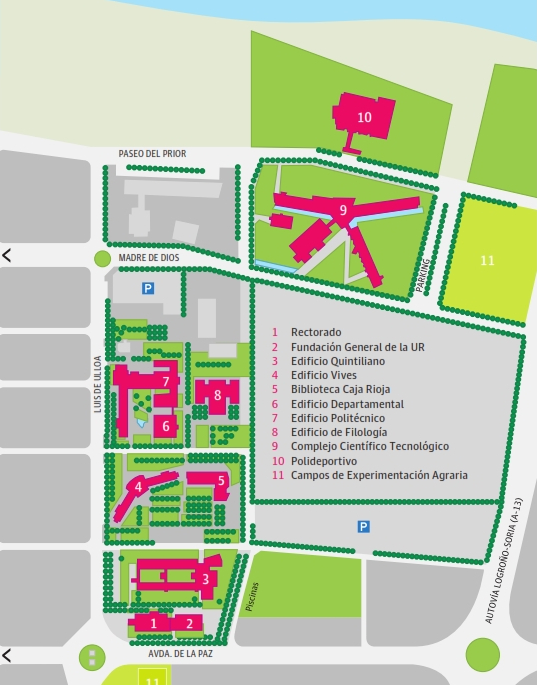 10
PASEO DEL PRIOR
9
MADRE DE DIOS
PARKING
11
P
LUIS DE ULLOA
7
8
6
1 Rectorado
2 Fundación General de la UR
3 Edificio Quintiliano
4 Edificio Vives
5 Biblioteca Caja Rioja
6 Edificio Departamental
7 Edificio Politécnico
8 Edificio de Filología
9 Complejo Científico Tecnológico
10 Polideportivo
11 Campos de Experimentación Agraria
4
5
P
AUTOVÍA LOGROÑO-SORIA (A-13)
3
Piscinas
1
2
AVDA. DE LA PAZ
11